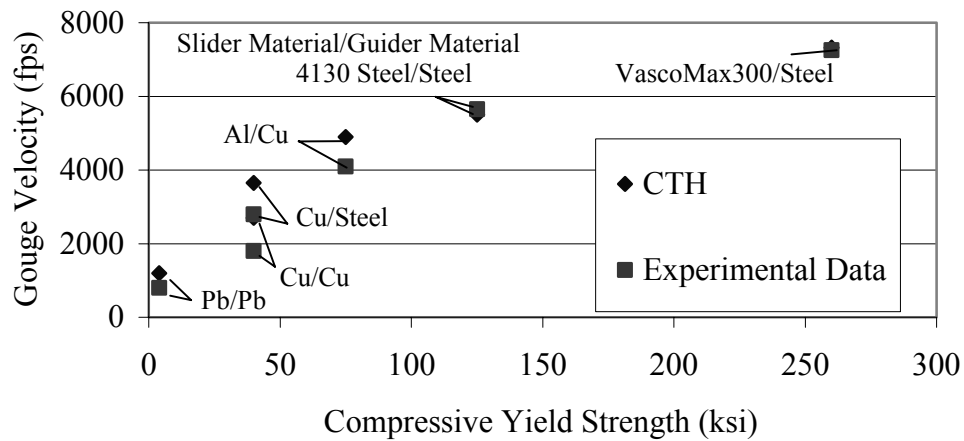 8000
Slider Material/Guider Material
4130 Steel/Steel
VascoMax300/Steel
6000
Al/Cu
4000
CTH
Cu/Steel
2000
Cu/Cu
Experimental Data
Pb/Pb
0
Gouge Velocity (fps)
0 50 100 150 200 250 300
Compressive Yield Strength (ksi)